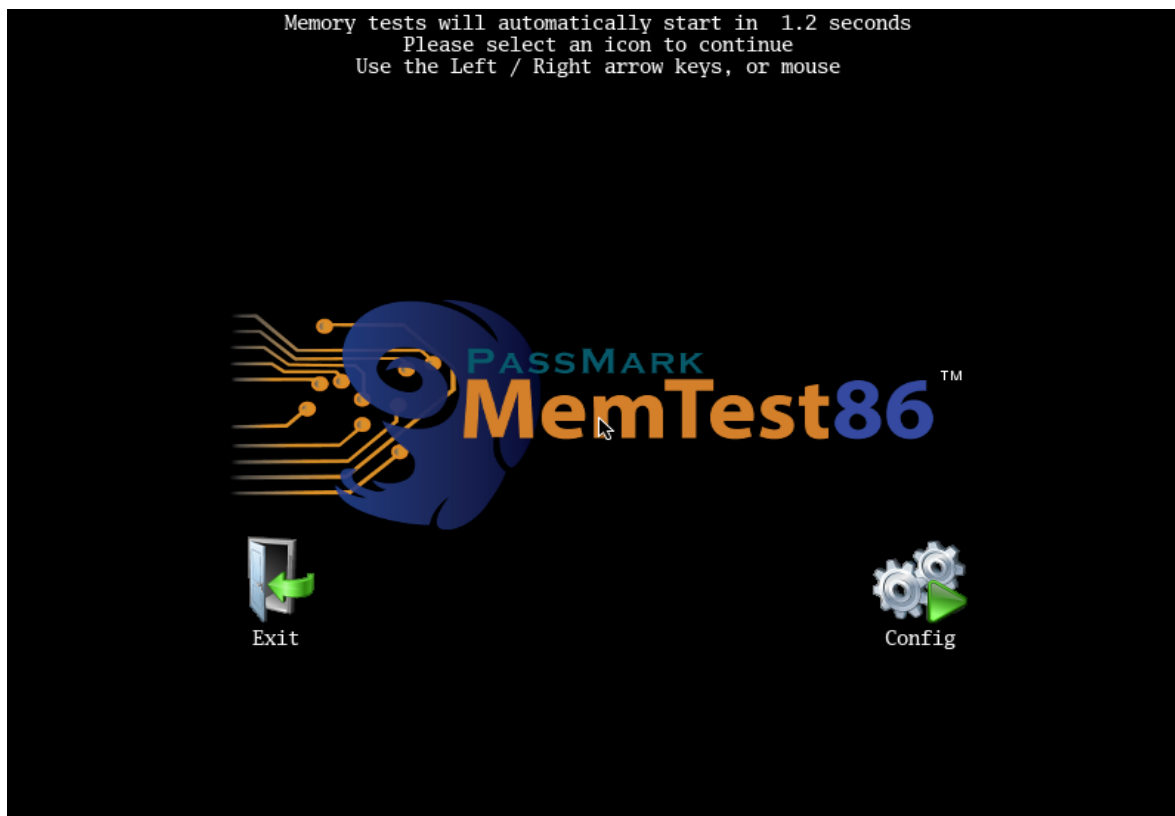 Memory tests will automatically start in  1.2 seconds
Please select an icon to continue
Use the Left / Right arrow keys, or mouse
PASSMARK
MemTest86™
Exit
Config